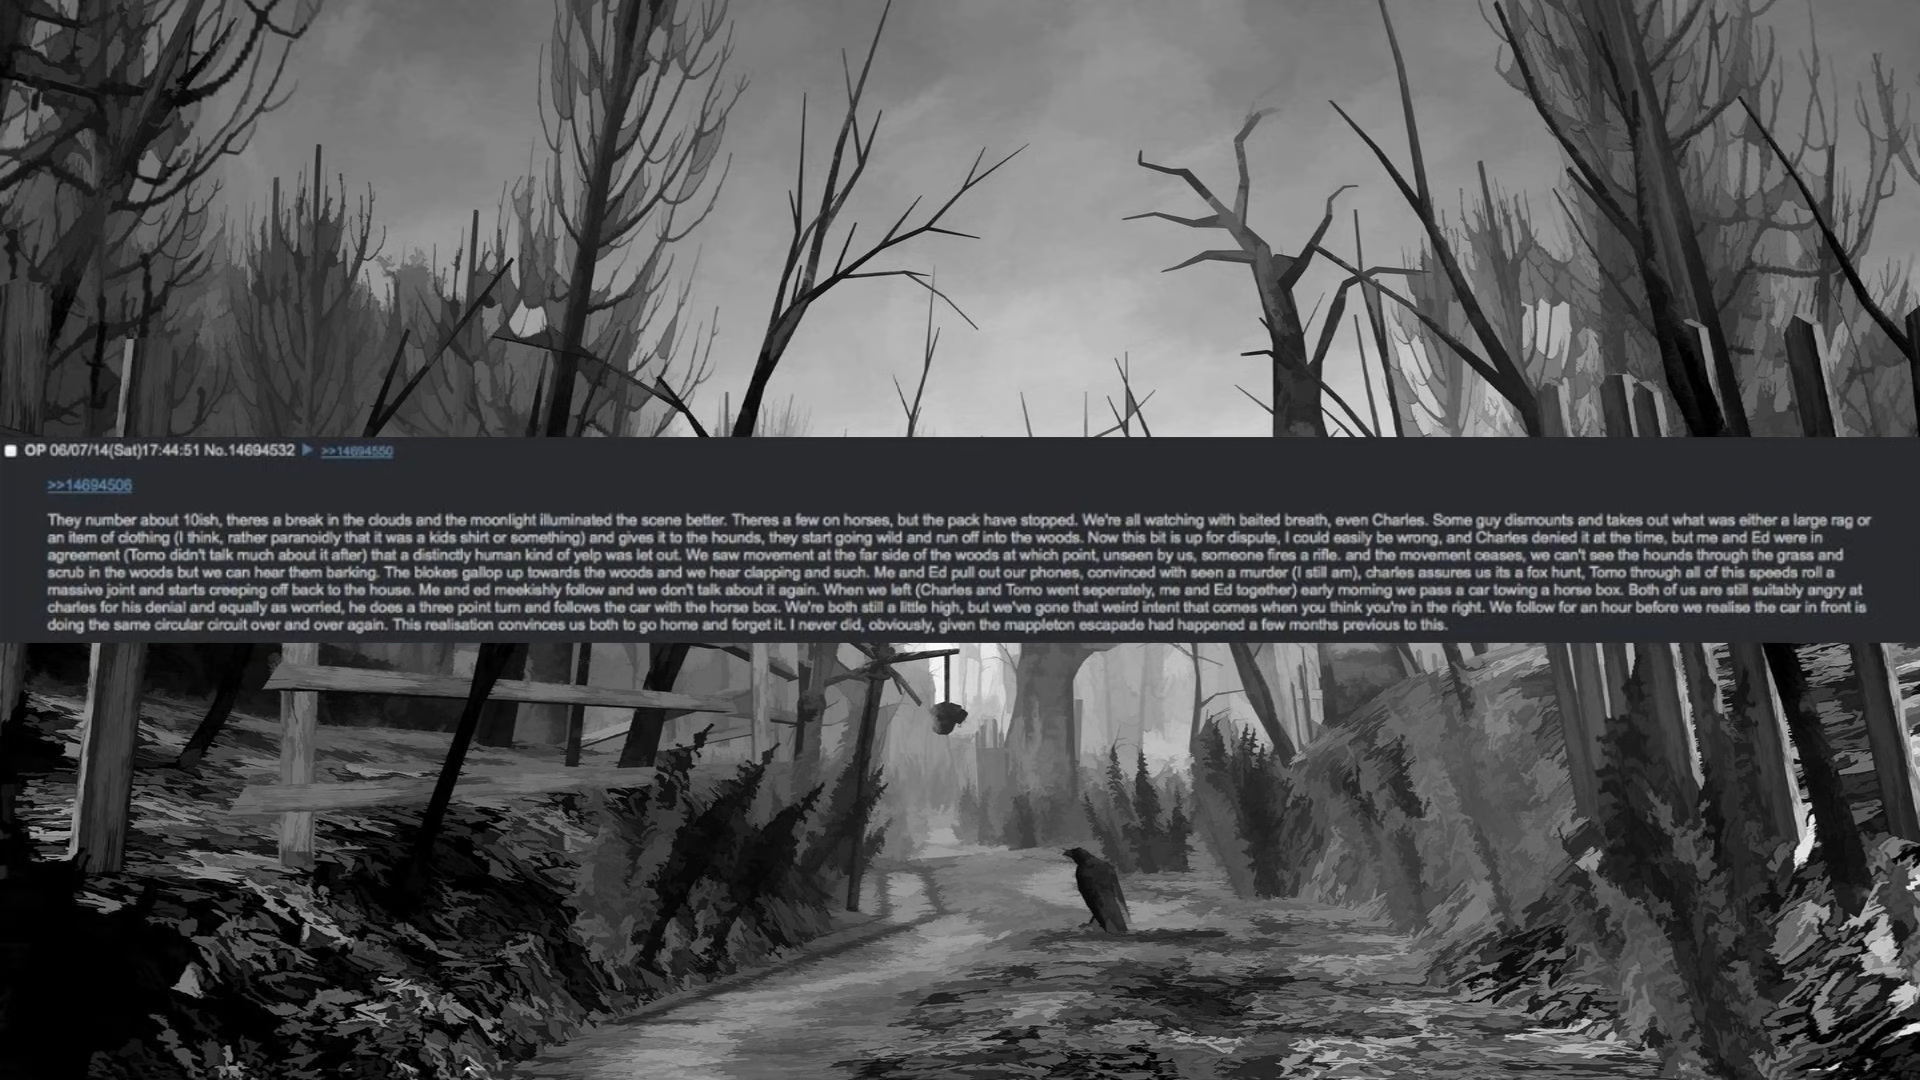 OP 06/07/14(Sat)17:44:51 No.14694532 ▶ >>14694550
>>14694506
They number about 10ish, theres a break in the clouds and the moonlight illuminated the scene better. Theres a few on horses, but the pack have stopped. We're all watching with baited breath, even Charles. Some guy dismounts and takes out what was either a large rag or
an item of clothing (I think, rather paranoidly that it was a kids shirt or something) and gives it to the hounds, they start going wild and run off into the woods. Now this bit is up for dispute, I could easily be wrong, and Charles denied it at the time, but me and Ed were in
agreement (Tomo didn't talk much about it after) that a distinctly human kind of yelp was let out. We saw movement at the far side of the woods at which point, unseen by us, someone fires a rifle. and the movement ceases, we can't see the hounds through the grass and
scrub in the woods but we can hear them barking. The blokes gallop up towards the woods and we hear clapping and such. Me and Ed pull out our phones, convinced with seen a murder (I still am), charles assures us its a fox hunt, Tomo through all of this speeds roll a
massive joint and starts creeping off back to the house. Me and ed meekishly follow and we don't talk about it again. When we left (Charles and Tomo went seperately, me and Ed together) early morning we pass a car towing a horse box. Both of us are still suitably angry at
charles for his denial and equally as worried, he does a three point turn and follows the car with the horse box. We're both still a little high, but we've gone that weird intent that comes when you think you're in the right. We follow for an hour before we realise the car in front is
doing the same circular circuit over and over again. This realisation convinces us both to go home and forget it. I never did, obviously, given the mappleton escapade had happened a few months previous to this.